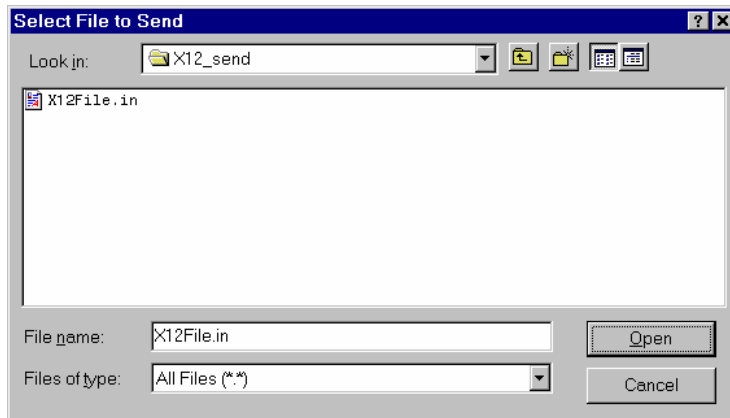 Select File to Send
? X
Look in: X12_send
X12File.in
File name: X12File.in Open
Files of type: All Files (*.*) Cancel